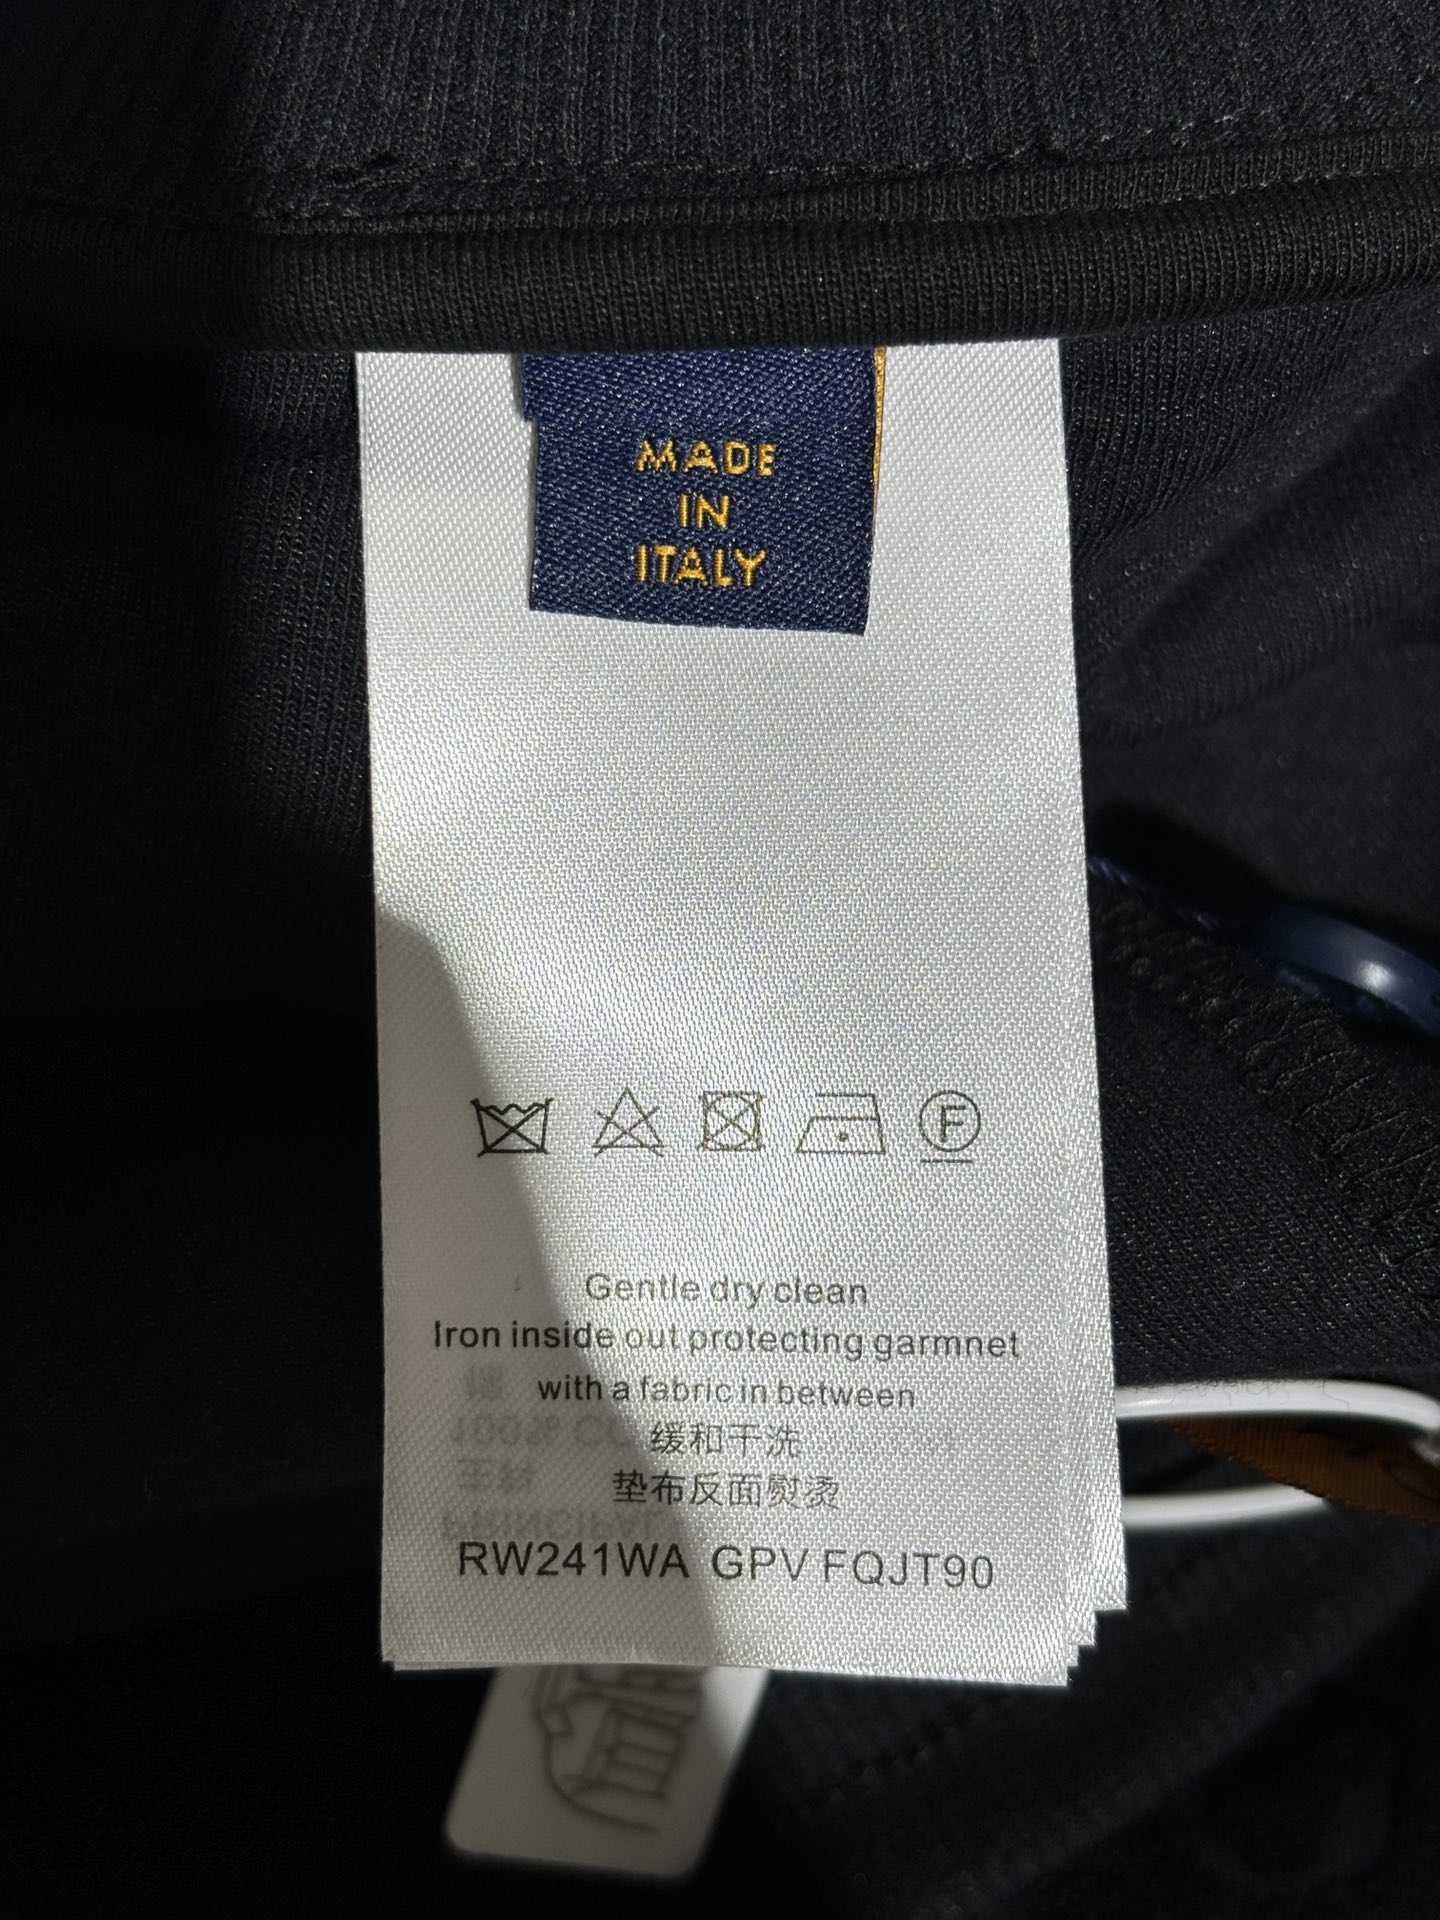 MADE
IN
ITALY
F
Gentle dry clean
Iron inside out protecting garmnet
with a fabric in between
缓和干洗
垫布反面熨烫
RW241WA GPV FQJT90